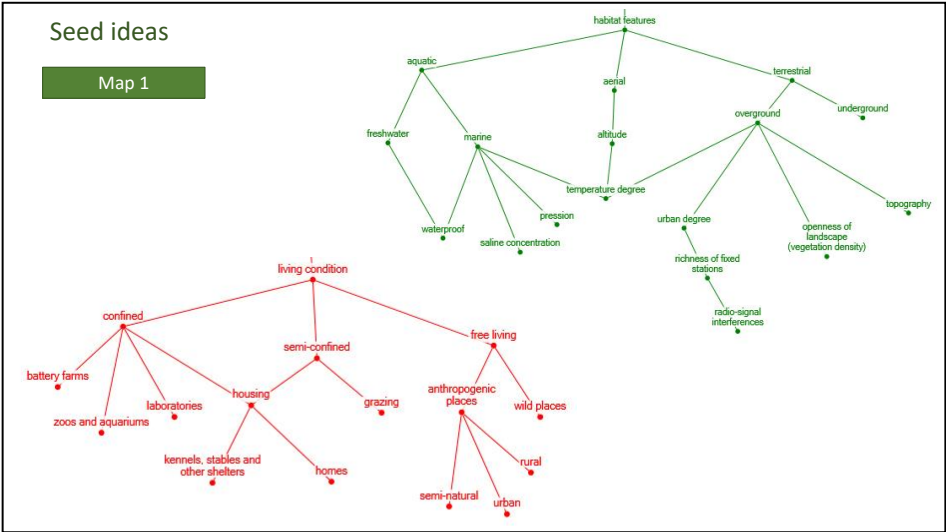 Seed ideas
Map 1
habitat features
aquatic
aerial
terrestrial
underground
overground
freshwater
marine
altitude
temperature degree
topography
pression
urban degree
openness of
landscape
(vegetation density)
waterproof
saline concentration
richness of fixed
stations
radio-signal
interferences
living condition
confined
semi-confined
free living
battery farms
housing
anthropogenic
places
laboratories
grazing
wild places
zoos and aquariums
kennels, stables and
other shelters
homes
rural
semi-natural
urban